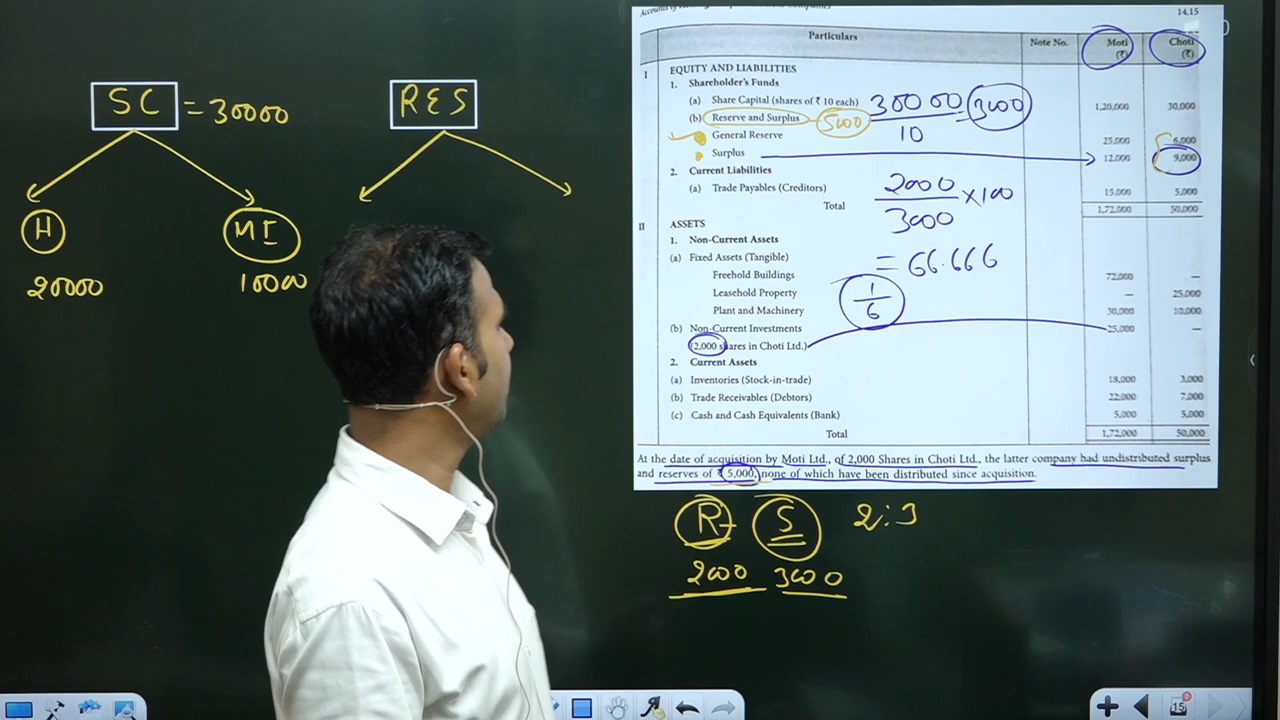 14.15
Particulars Note No. Moti (₹) Choti (₹)
I EQUITY AND LIABILITIES
1. Shareholder's Funds
(a) Share Capital (shares of ₹ 10 each) 1,20,000 30,000
(b) Reserve and Surplus
General Reserve 25,000 6,000
Surplus 12,000 9,000
2. Current Liabilities
(a) Trade Payables (Creditors) 15,000 5,000
Total 1,72,000 50,000
II ASSETS
1. Non-Current Assets
(a) Fixed Assets (Tangible)
Freehold Buildings 72,000 —
Leasehold Property — 25,000
Plant and Machinery 30,000 10,000
(b) Non-Current Investments 25,000 —
(2,000 shares in Choti Ltd.)
2. Current Assets
(a) Inventories (Stock-in-trade) 18,000 3,000
(b) Trade Receivables (Debtors) 22,000 7,000
(c) Cash and Cash Equivalents (Bank) 5,000 5,000
Total 1,72,000 50,000
At the date of acquisition by Moti Ltd., of 2,000 Shares in Choti Ltd., the latter company had undistributed surplus
and reserves of ₹ 5,000, none of which have been distributed since acquisition.
SC = 30000
H MI
20000 10000
RES
5000
30000 = 3000
10
2000 × 100
3000
= 66.666
1
6
R S 2:3
2000 3000
15